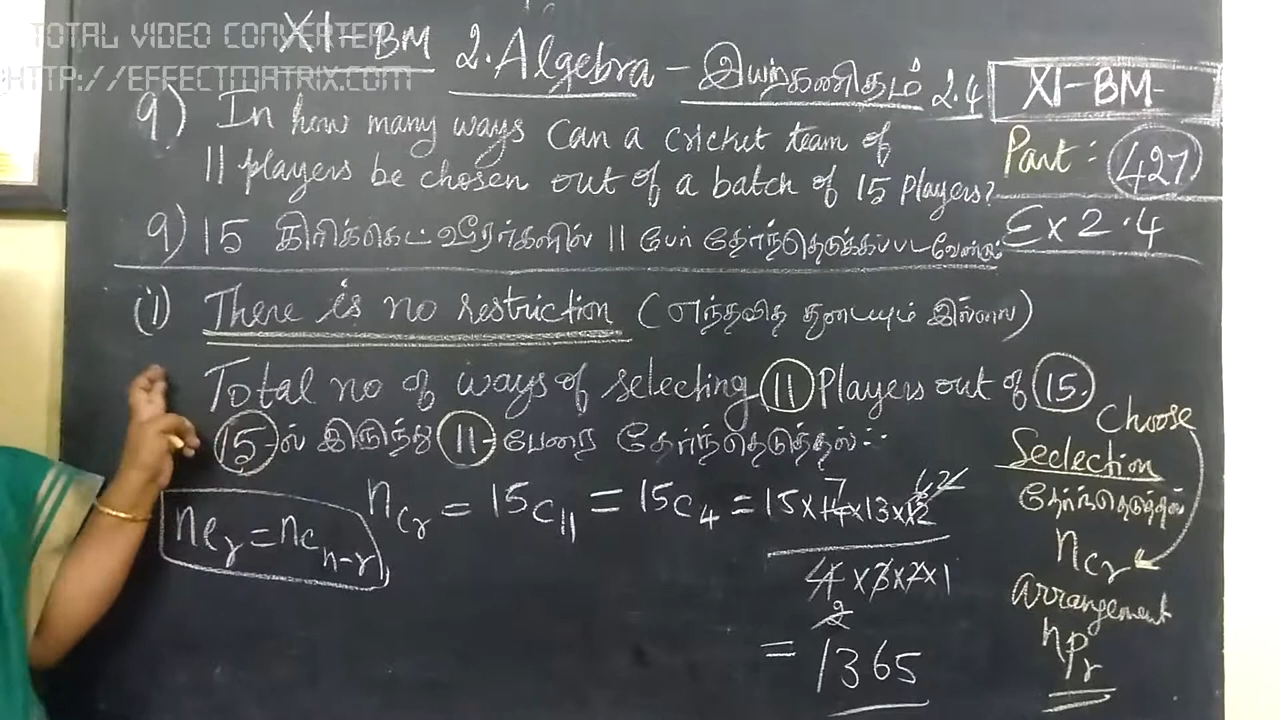 TOTAL VIDEO CONVERTER
HTTP://EFFECTMATRIX.COM
XI-BM 2. Algebra - இயற்கணிதம் 2.4
XI-BM-
Part: 427
Ex 2.4
9) In how many ways Can a cricket team of
11 players be chosen out of a batch of 15 Players?
9) 15 கிரிக்கெட் வீரர்களில் 11 பேர் தேர்ந்தெடுக்கப்பட வேண்டும்
(i) There is no restriction (எந்தவித தடையும் இல்லை)
Total no of ways of selecting 11 Players out of 15.
15-ல் இருந்து 11-பேரை தேர்ந்தெடுத்தல்
nCr = nCn-r
nCr = 15C11 = 15C4 = 15×14×13×12
4×3×2×1
= 1365
Choose
Seclection
தேர்ந்தெடுத்தல்
nCr
arrangement
nPr